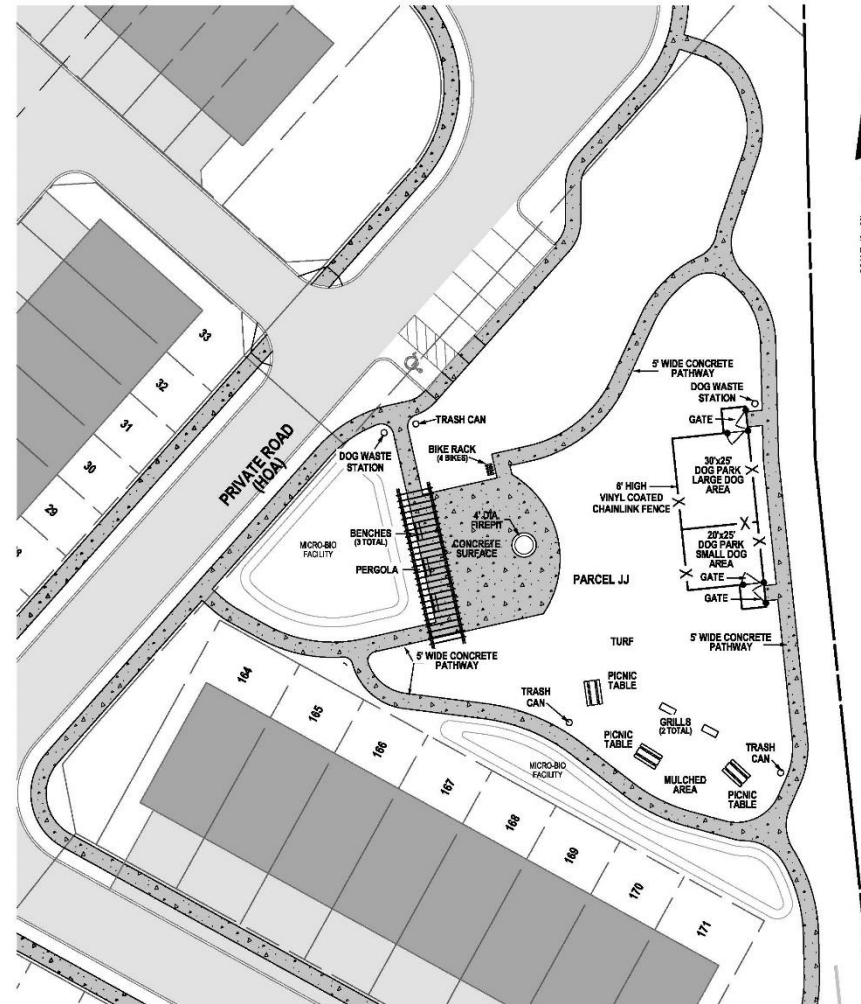 33
32
31
30
29
PRIVATE ROAD
(HOA)
5' WIDE CONCRETE
PATHWAY
DOG WASTE
STATION
GATE
TRASH CAN
DOG WASTE
STATION
BIKE RACK
(4 BIKES)
30'x25'
DOG PARK
LARGE DOG
AREA
6' HIGH
VINYL COATED
CHAINLINK FENCE
4' DIA.
FIREPIT
CONCRETE
SURFACE
BENCHES
(3 TOTAL)
MICRO-BIO
FACILITY
PERGOLA
20'x25'
DOG PARK
SMALL DOG
AREA
GATE
GATE
PARCEL JJ
TURF
5' WIDE CONCRETE
PATHWAY
5' WIDE CONCRETE
PATHWAY
PICNIC
TABLE
TRASH
CAN
GRILLS
(2 TOTAL)
PICNIC
TABLE
TRASH
CAN
MICRO-BIO
FACILITY
MULCHED
AREA
PICNIC
TABLE
164
165
166
167
168
169
170
171